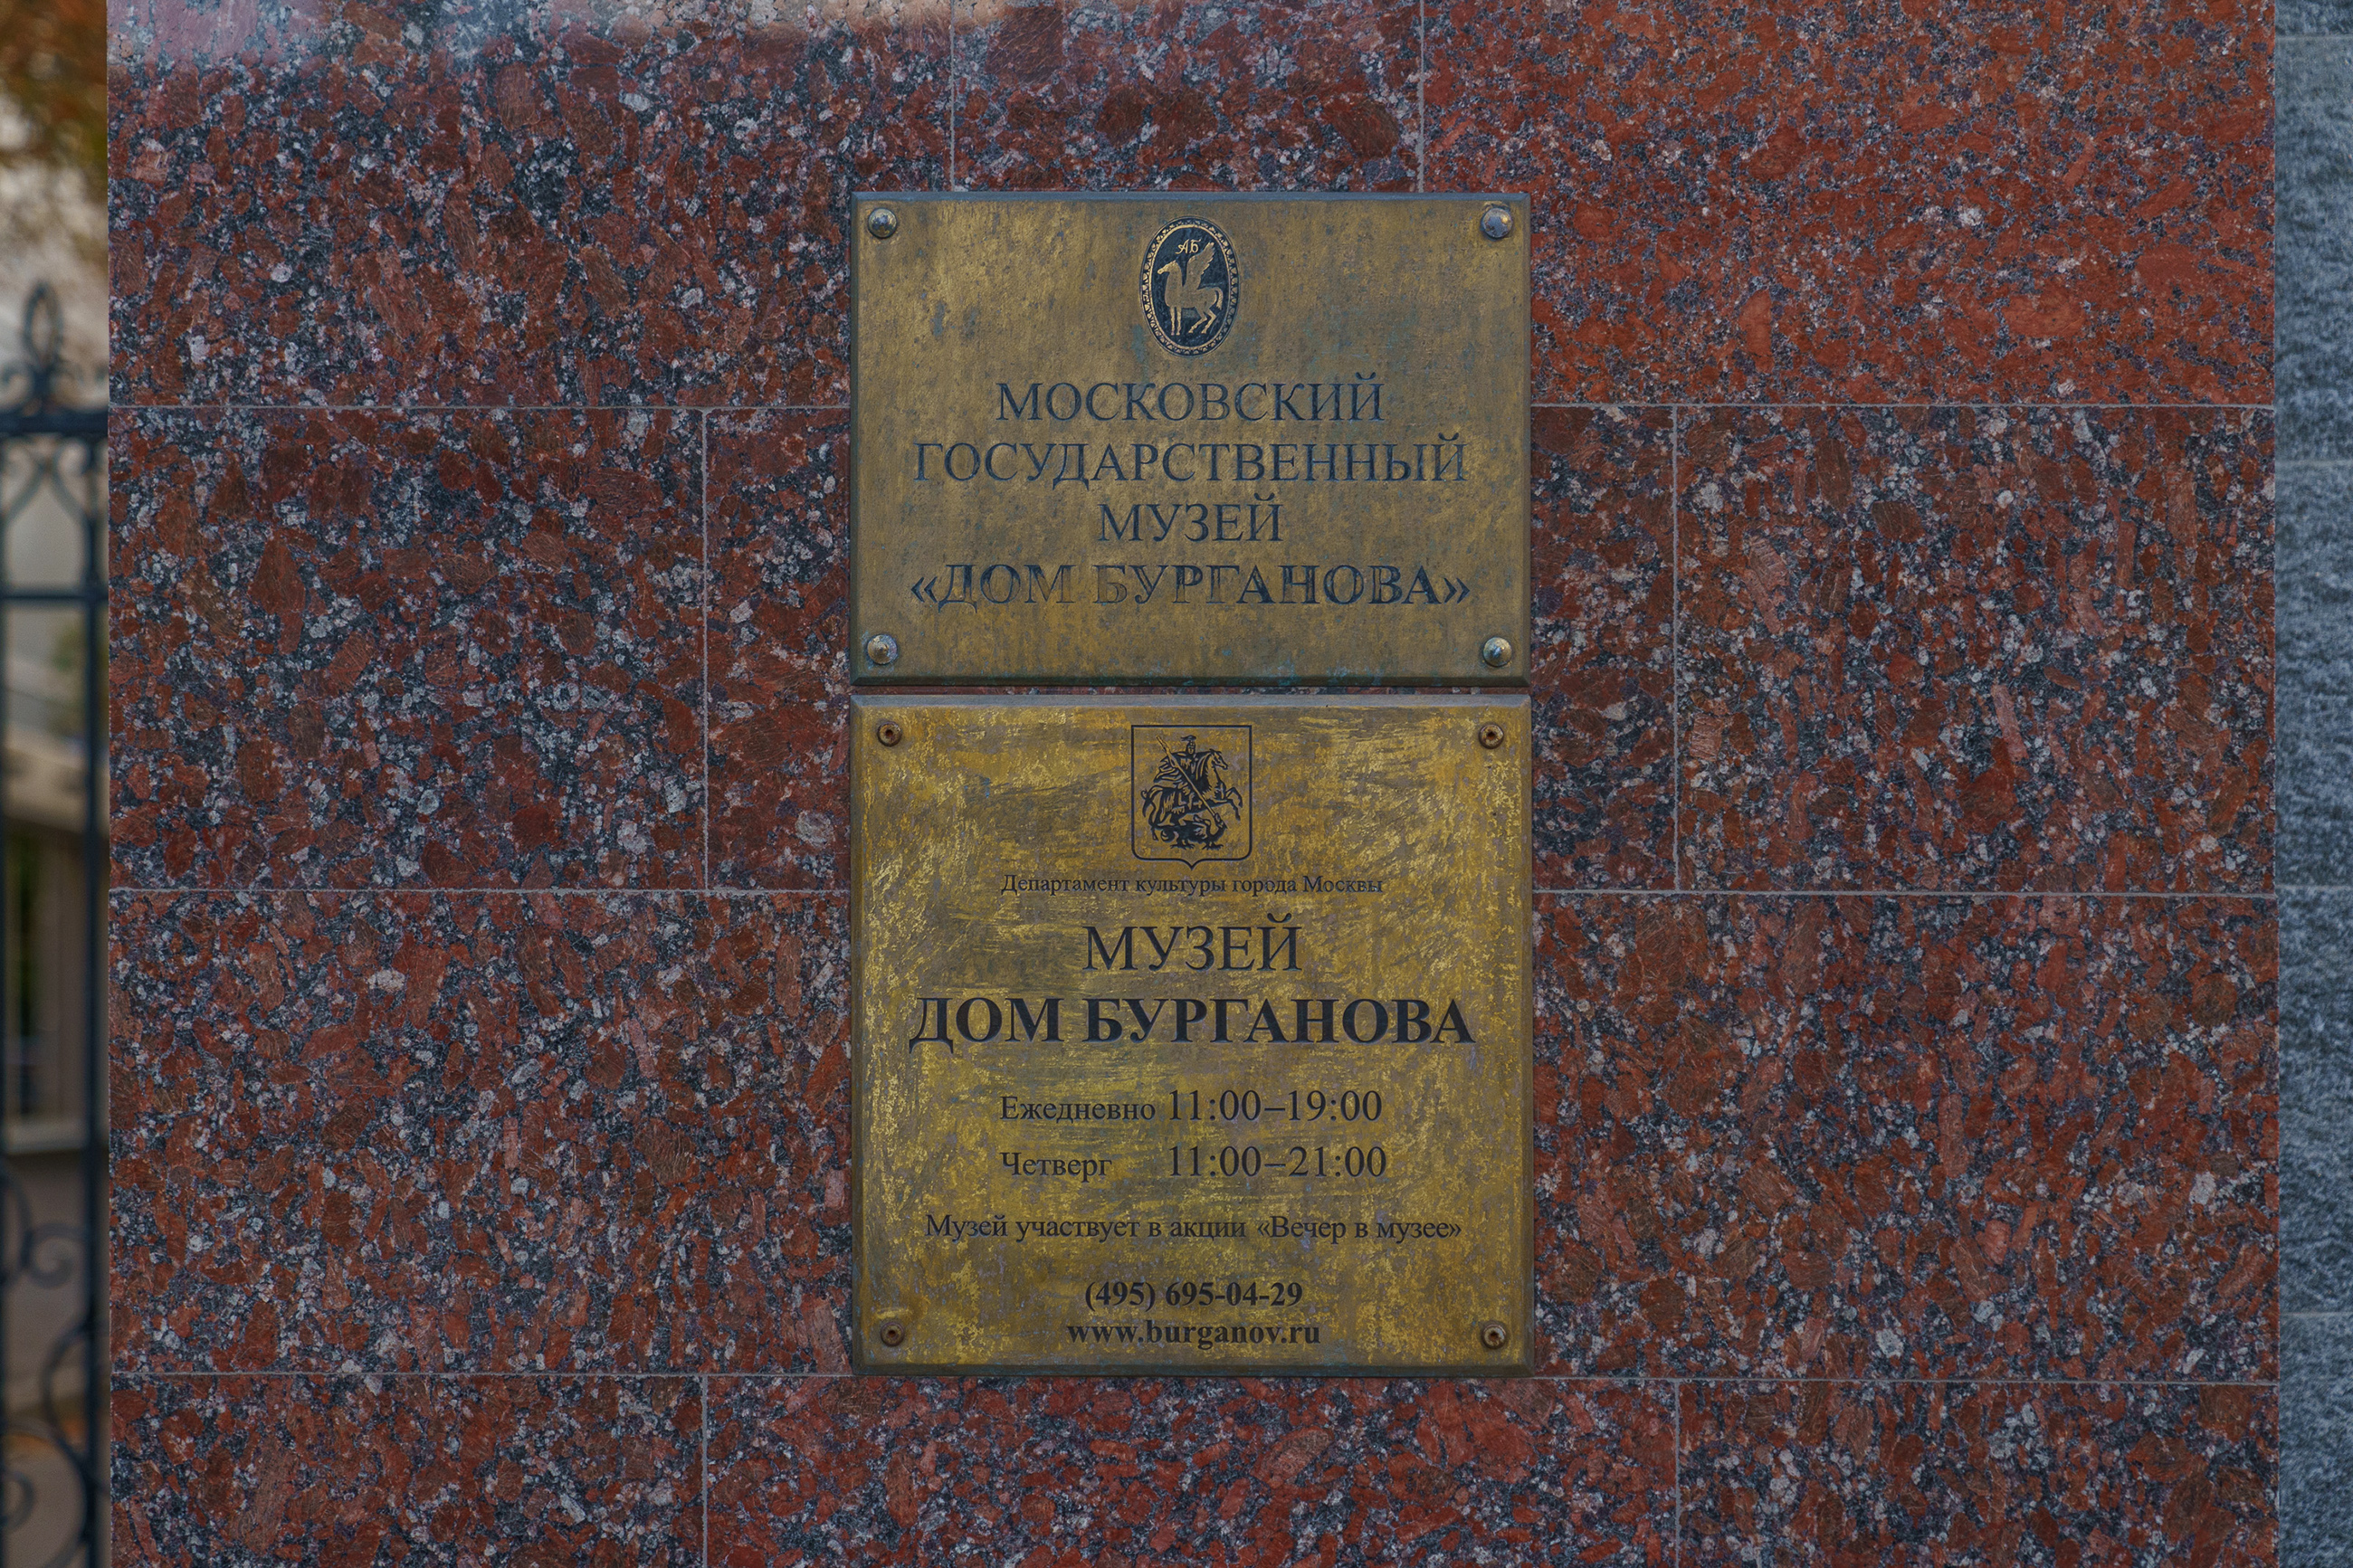 АБ
МОСКОВСКИЙ
ГОСУДАРСТВЕННЫЙ
МУЗЕЙ
«ДОМ БУРГАНОВА»
Департамент культуры города Москвы
МУЗЕЙ
ДОМ БУРГАНОВА
Ежедневно 11:00–19:00
Четверг 11:00–21:00
Музей участвует в акции «Вечер в музее»
(495) 695-04-29
www.burganov.ru